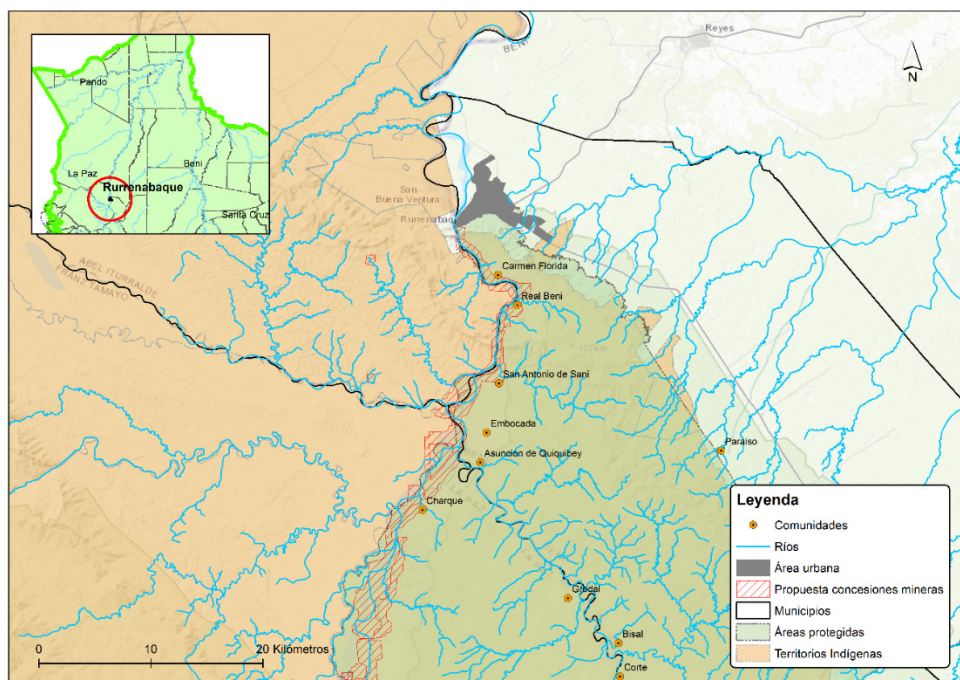 Pando
La Paz
Beni
Rurrenabaque
Santa Cruz
BENI
Reyes
N
San
Buena Ventura
Rurrenabaq
ABEL ITURRALDE
FRANZ TAMAYO
Carmen Florida
Real Beni
San Antonio de Sani
Embocada
Asunción de Quiquibey
Paraiso
Charque
Gredal
Bisal
Corte
0 10 20 Kilómetros
Leyenda
Comunidades
Ríos
Área urbana
Propuesta concesiones mineras
Municipios
Áreas protegidas
Territorios Indígenas